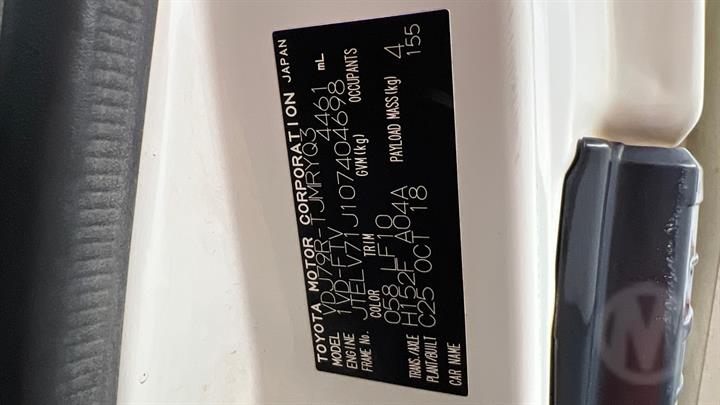 TOYOTA MOTOR CORPORATION JAPAN
MODEL VDJ79R-TJMRYQ3
ENGINE 1VD-FTV 4461 mL
FRAME No. JTELV71J107404698
COLOR TRIM GVM(kg) OCCUPANTS
058 LF10 4
TRANS./AXLE H152F A04A PAYLOAD MASS(kg) 155
PLANT/BUILT C25 OCT 18
CAR NAME
M